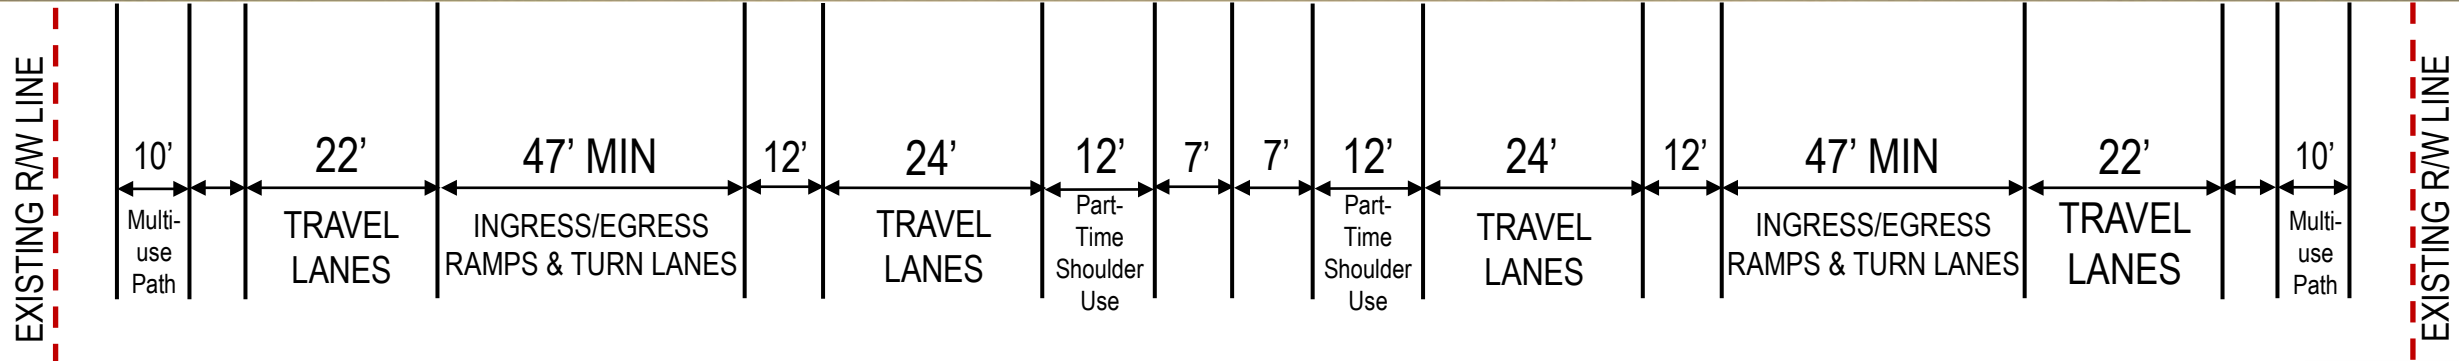 EXISTING R/W LINE
10’
Multi-
use
Path
22’
TRAVEL
LANES
47’ MIN
INGRESS/EGRESS
RAMPS & TURN LANES
12’
24’
TRAVEL
LANES
12’
Part-
Time
Shoulder
Use
7’
7’
12’
Part-
Time
Shoulder
Use
24’
TRAVEL
LANES
12’
47’ MIN
INGRESS/EGRESS
RAMPS & TURN LANES
22’
TRAVEL
LANES
10’
Multi-
use
Path
EXISTING R/W LINE